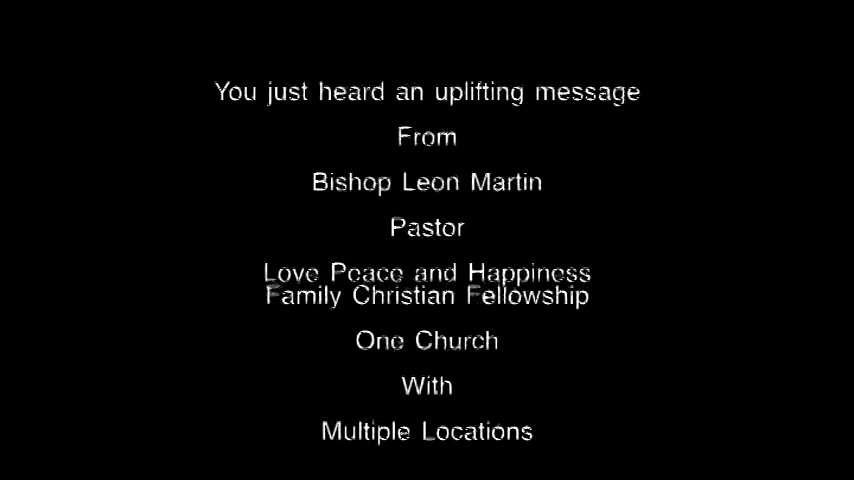 You just heard an uplifting message
From
Bishop Leon Martin
Pastor
Love Peace and Happiness
Family Christian Fellowship
One Church
With
Multiple Locations